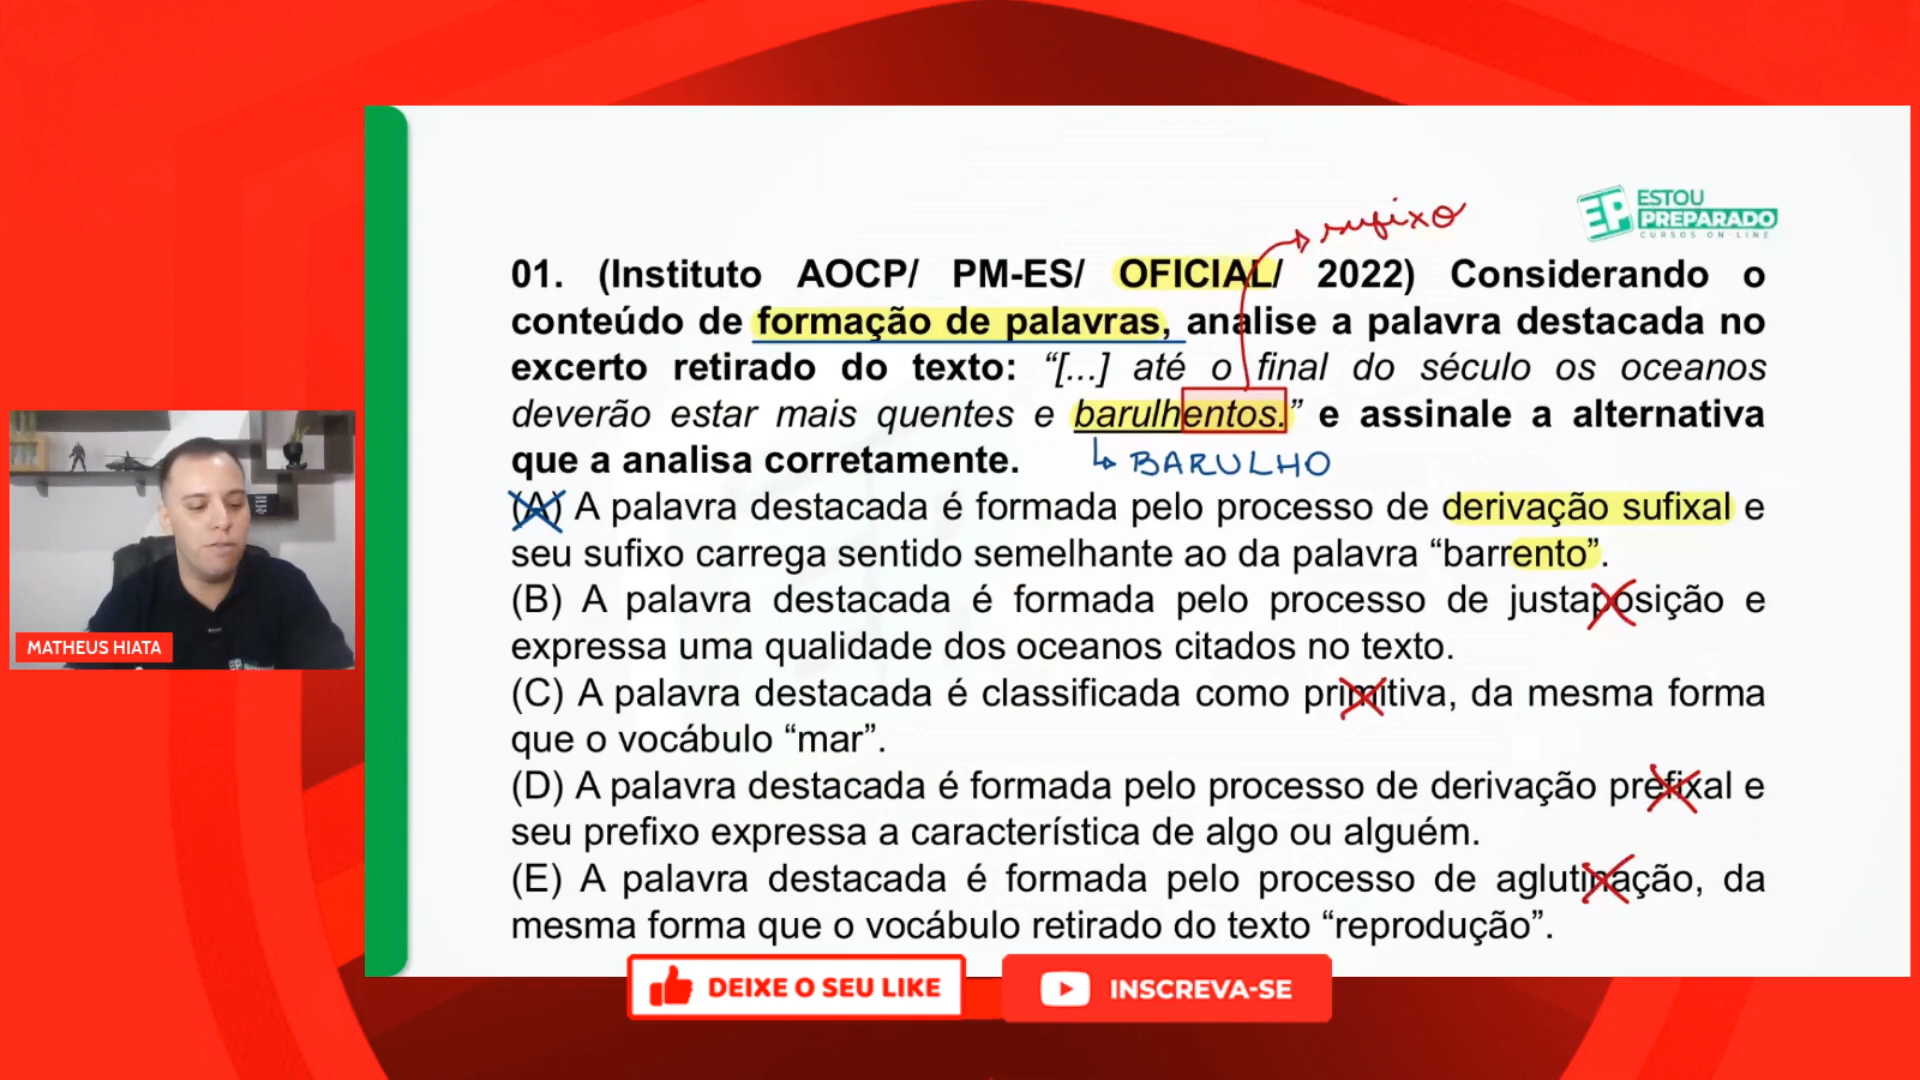 ESTOU
PREPARADO
CURSOS ON-LINE
sufixo
01. (Instituto AOCP/ PM-ES/ OFICIAL/ 2022) Considerando o
conteúdo de formação de palavras, analise a palavra destacada no
excerto retirado do texto: “[...] até o final do século os oceanos
deverão estar mais quentes e barulhentos.” e assinale a alternativa
que a analisa corretamente.
BARULHO
(A) A palavra destacada é formada pelo processo de derivação sufixal e
seu sufixo carrega sentido semelhante ao da palavra “barrento”.
(B) A palavra destacada é formada pelo processo de justaposição e
expressa uma qualidade dos oceanos citados no texto.
(C) A palavra destacada é classificada como primitiva, da mesma forma
que o vocábulo “mar”.
(D) A palavra destacada é formada pelo processo de derivação prefixal e
seu prefixo expressa a característica de algo ou alguém.
(E) A palavra destacada é formada pelo processo de aglutinação, da
mesma forma que o vocábulo retirado do texto “reprodução”.
MATHEUS HIATA
DEIXE O SEU LIKE
INSCREVA-SE